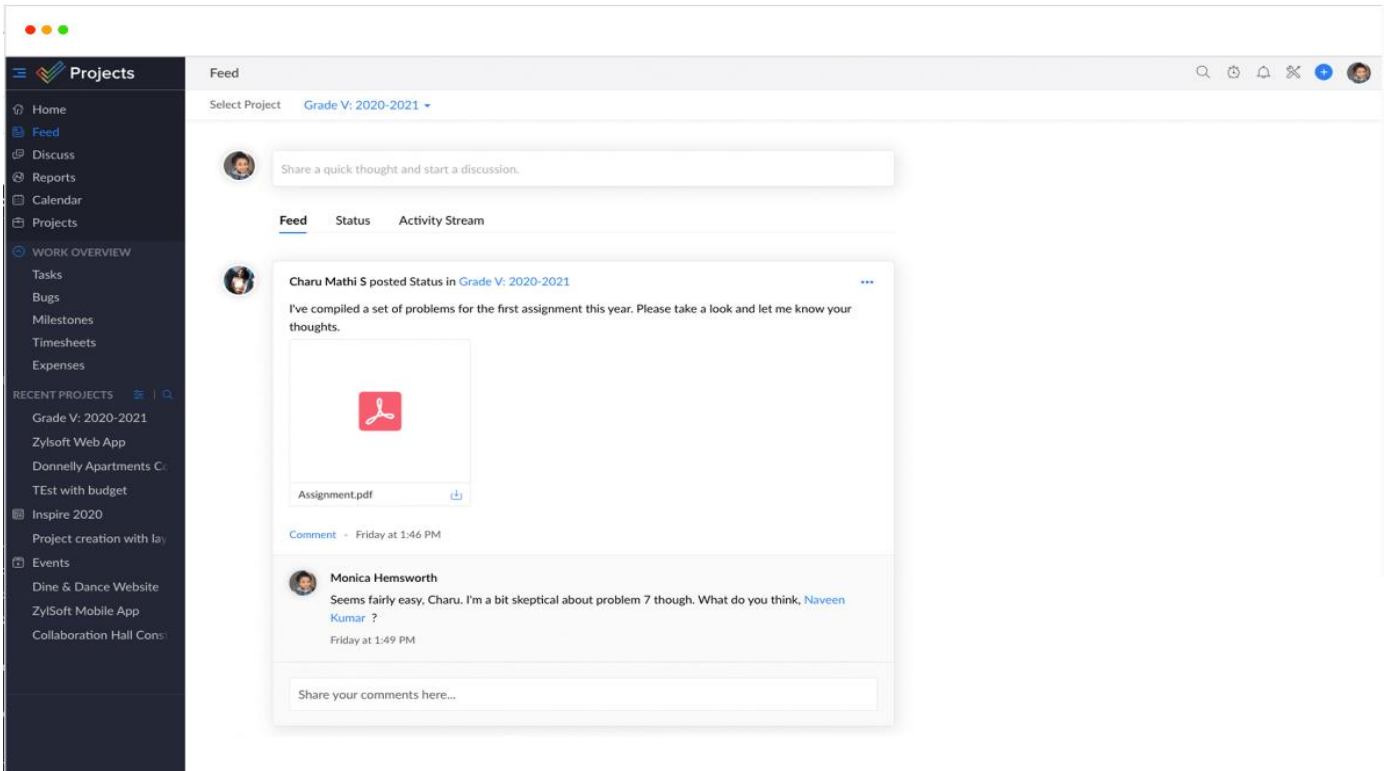 Projects
Home
Feed
Discuss
Reports
Calendar
Projects
WORK OVERVIEW
Tasks
Bugs
Milestones
Timesheets
Expenses
RECENT PROJECTS
Grade V: 2020-2021
Zylsoft Web App
Donnelly Apartments
TEst with budget
Inspire 2020
Project creation with
Events
Dine & Dance Website
ZylSoft Mobile App
Collaboration Hall
Feed
Select Project Grade V: 2020-2021
Share a quick thought and start a discussion.
Feed Status Activity Stream
Charu Mathi S posted Status in Grade V: 2020-2021
I've compiled a set of problems for the first assignment this year. Please take a look and let me know your
thoughts.
Assignment.pdf
Comment Friday at 1:46 PM
Monica Hemsworth
Seems fairly easy, Charu. I'm a bit skeptical about problem 7 though. What do you think, Naveen
Kumar ?
Friday at 1:49 PM
Share your comments here...